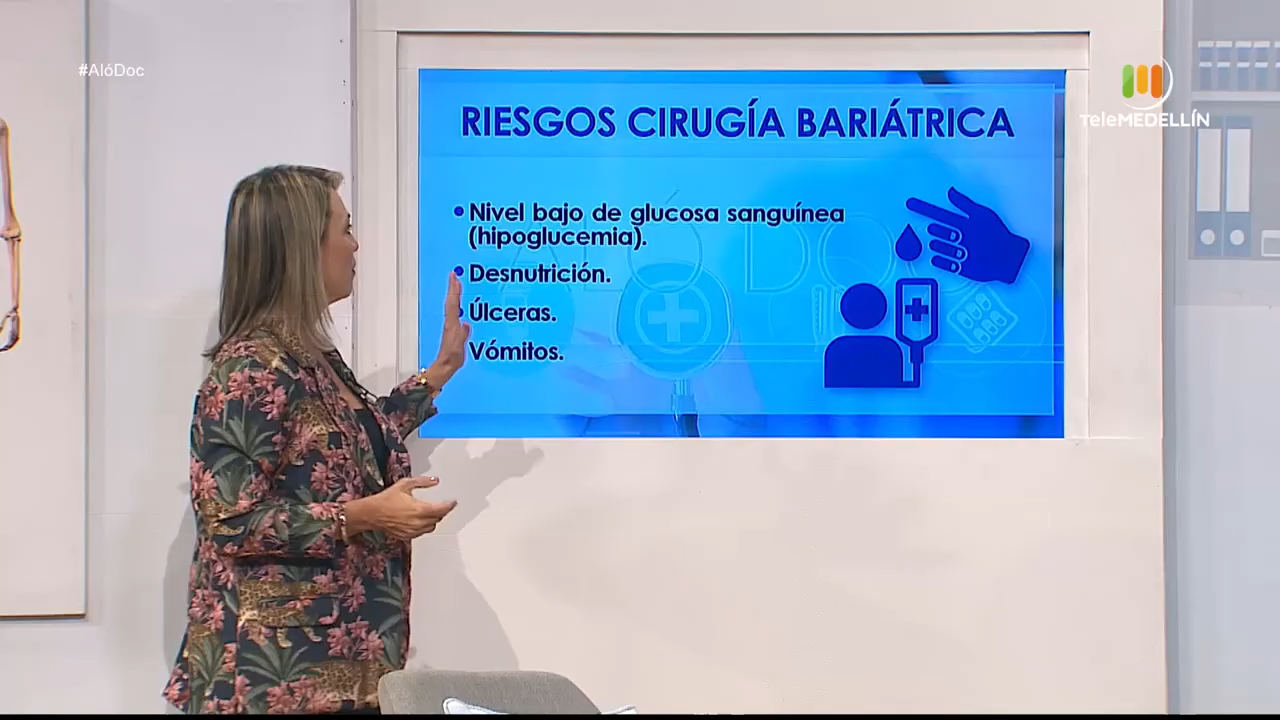 #AlóDoc
TeleMEDELLÍN
RIESGOS CIRUGÍA BARIÁTRICA
• Nivel bajo de glucosa sanguínea
(hipoglucemia).
• Desnutrición.
• Úlceras.
Vómitos.